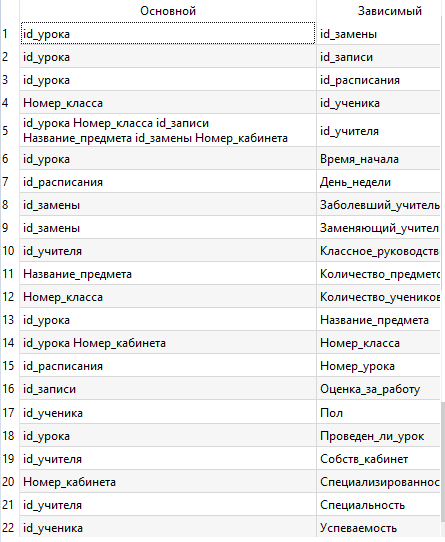 Основной Зависимый
1 id_урока id_замены
2 id_урока id_записи
3 id_урока id_расписания
4 Номер_класса id_ученика
5 id_урока Номер_класса id_записи
Название_предмета id_замены Номер_кабинета id_учителя
6 id_урока Время_начала
7 id_расписания День_недели
8 id_замены Заболевший_учитель
9 id_замены Заменяющий_учител
10 id_учителя Классное_руководств
11 Название_предмета Количество_предмето
12 Номер_класса Количество_учеников
13 id_урока Название_предмета
14 id_урока Номер_кабинета Номер_класса
15 id_расписания Номер_урока
16 id_записи Оценка_за_работу
17 id_ученика Пол
18 id_урока Проведен_ли_урок
19 id_учителя Собств_кабинет
20 Номер_кабинета Специализированнос
21 id_учителя Специальность
22 id_ученика Успеваемость